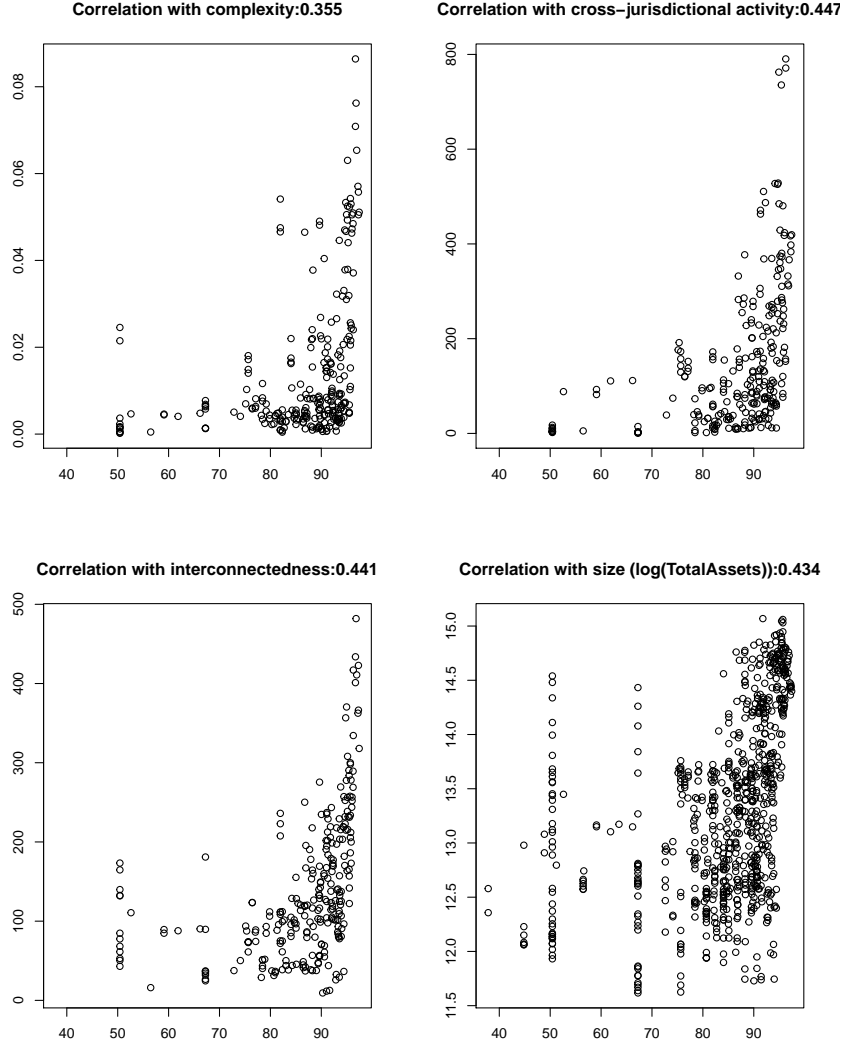 Correlation with complexity:0.355
0.00 0.02 0.04 0.06 0.08
40 50 60 70 80 90
Correlation with cross−jurisdictional activity:0.447
0 200 400 600 800
40 50 60 70 80 90
Correlation with interconnectedness:0.441
0 100 200 300 400 500
40 50 60 70 80 90
Correlation with size (log(TotalAssets)):0.434
11.5 12.0 12.5 13.0 13.5 14.0 14.5 15.0
40 50 60 70 80 90